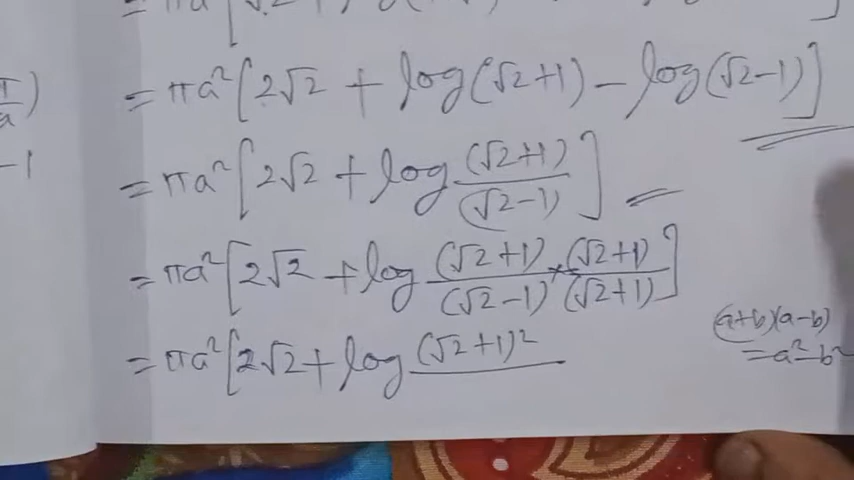 = πa²[2√2 + log(√2+1) - log(√2-1)]
π/a)
-1
= πa²[2√2 + log (√2+1)/(√2-1)]
= πa²[2√2 + log (√2+1)/(√2-1) × (√2+1)/(√2+1)]
(a+b)(a-b)
= a²-b²
= πa²[2√2 + log (√2+1)²